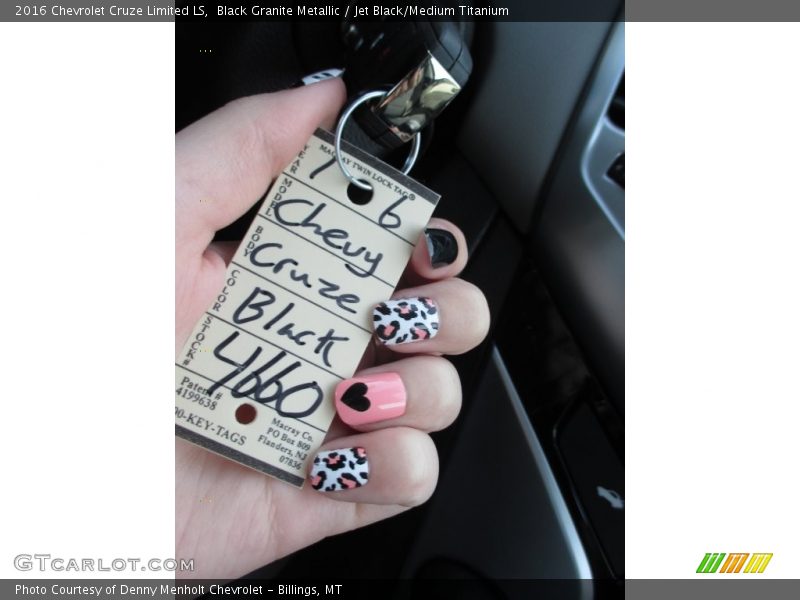 2016 Chevrolet Cruze Limited LS, Black Granite Metallic / Jet Black/Medium Titanium
MACRAY TWIN LOCK TAG®
YEAR 16
MODEL Chevy
BODY Cruze
COLOR Black
STOCK# 4660
Patent #
4199638
00-KEY-TAGS
Macray Co.
PO Box 809
Flanders, NJ
07836
GTcarlot.com
Photo Courtesy of Denny Menholt Chevrolet – Billings, MT